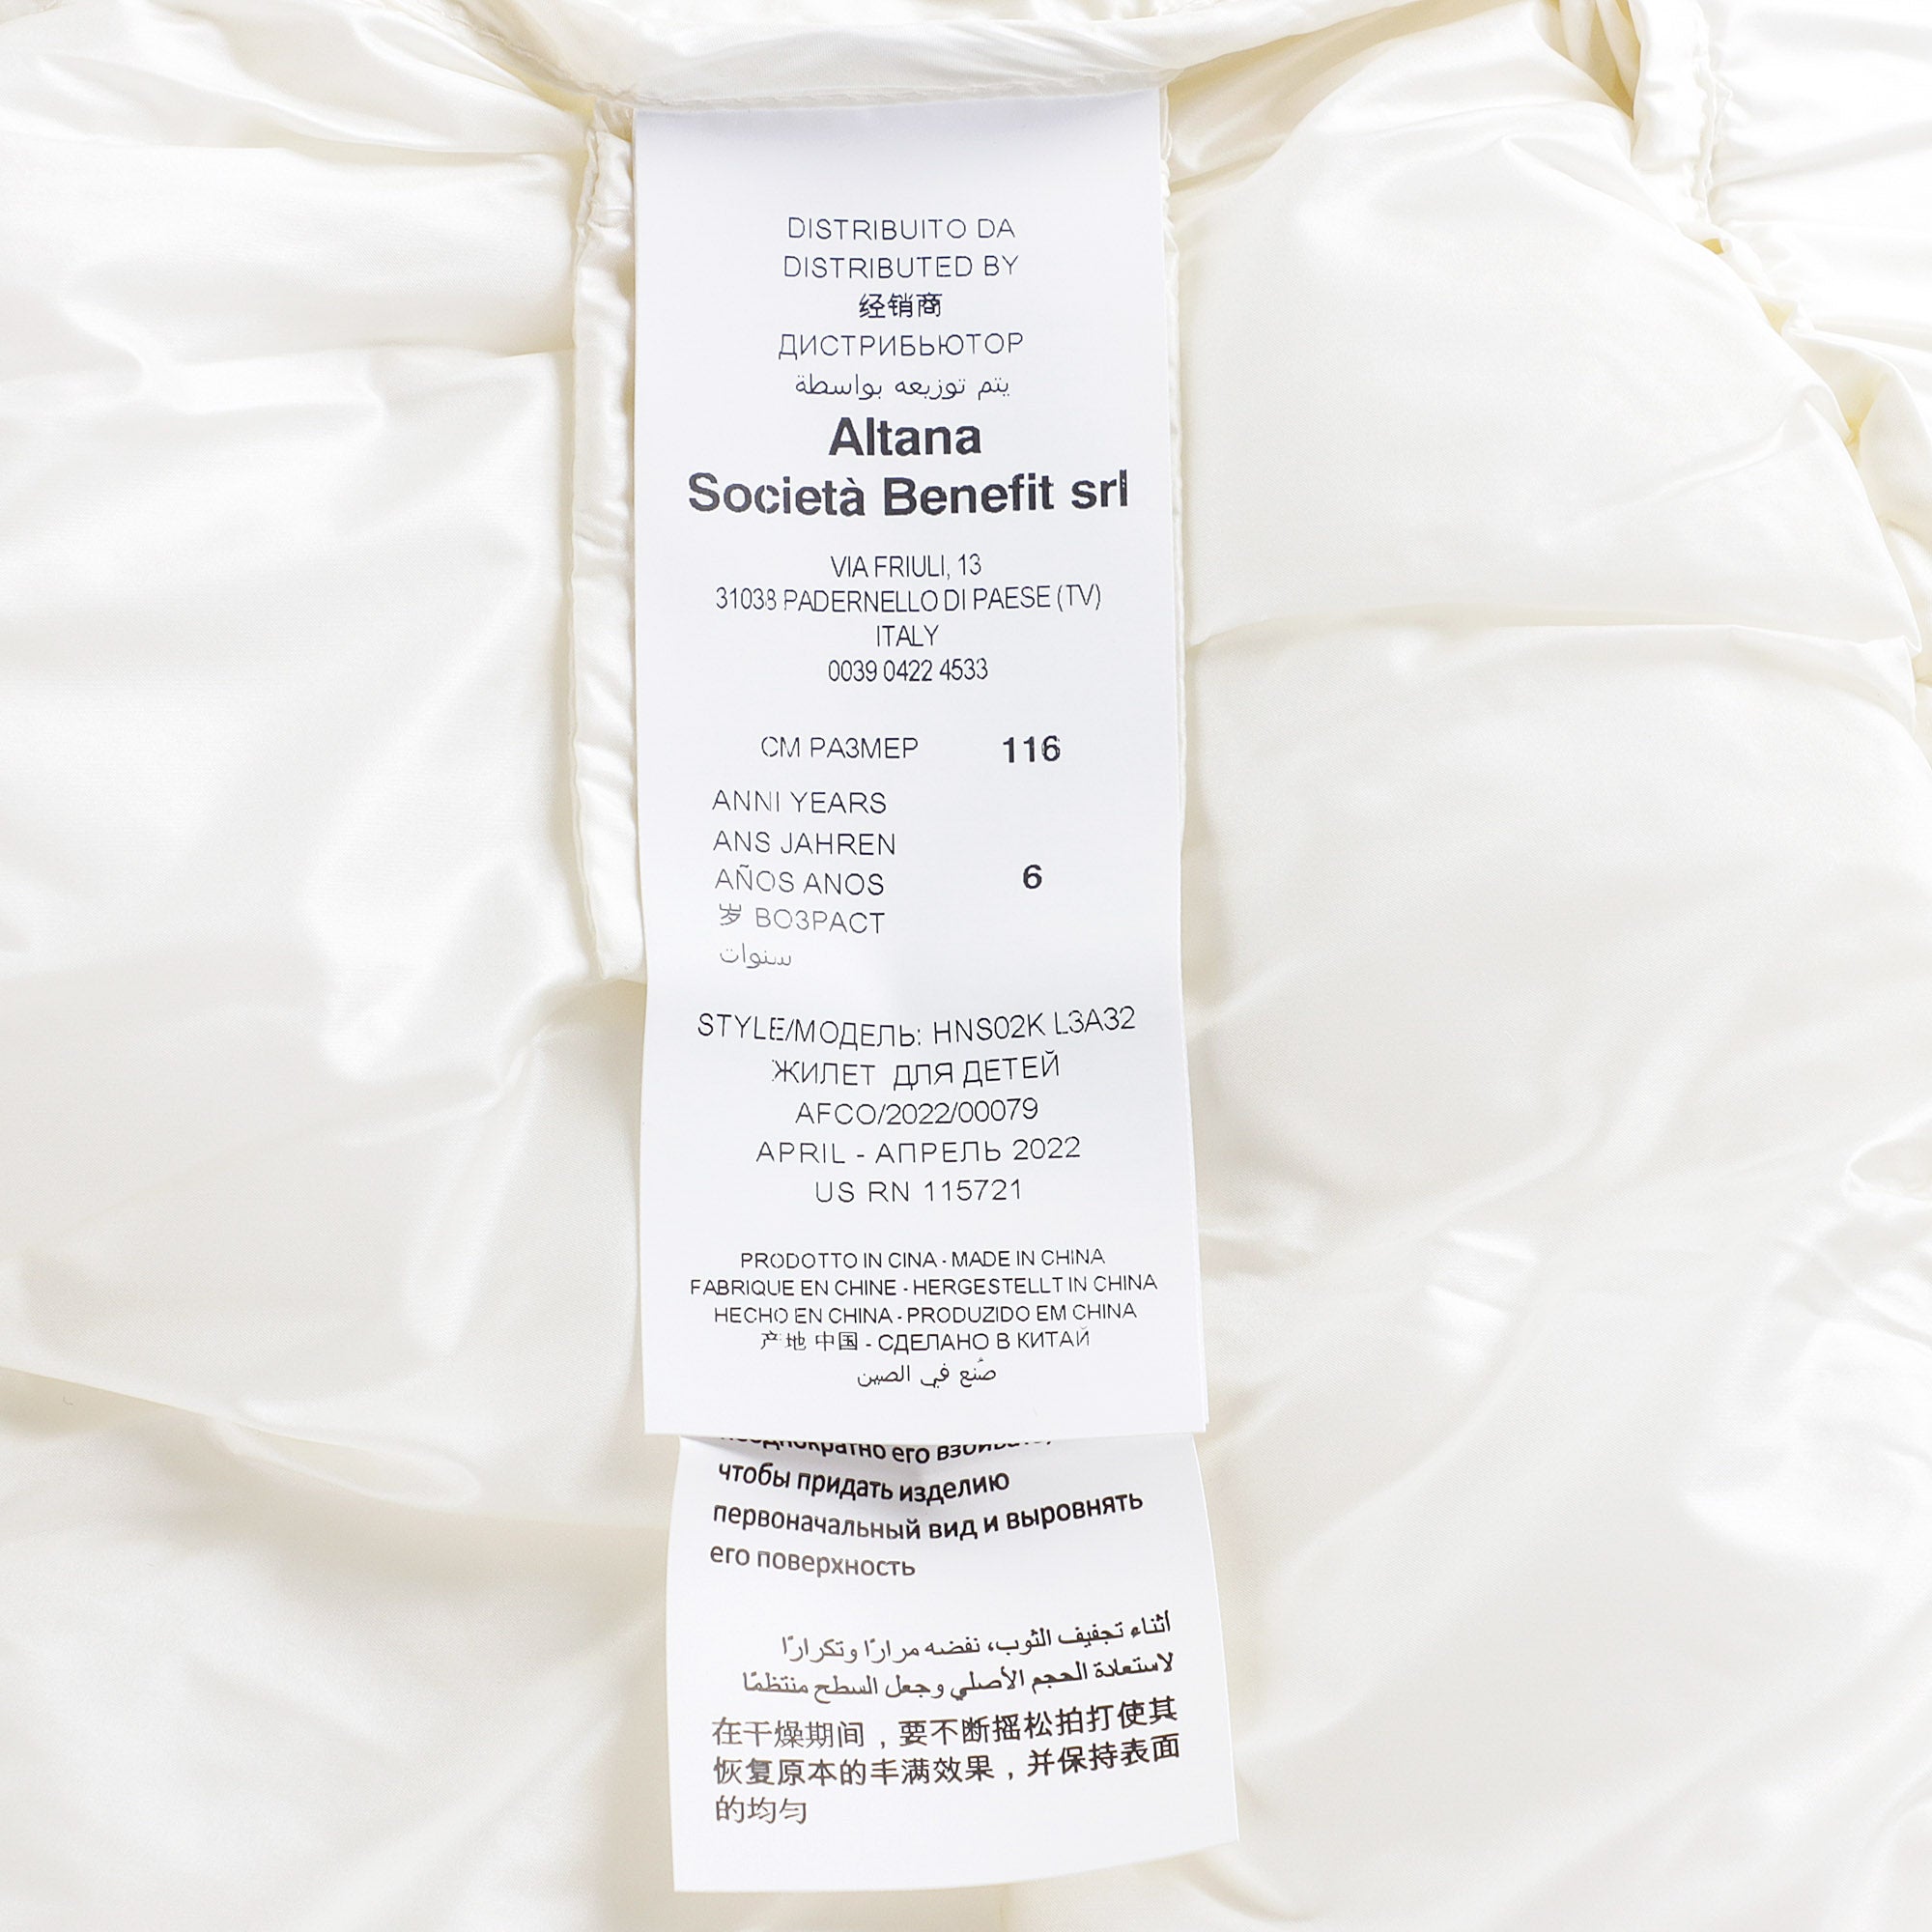 DISTRIBUITO DA
DISTRIBUTED BY
经销商
ДИСТРИБЬЮТОР
يتم توزيعه بواسطة
Altana
Società Benefit srl
VIA FRIULI, 13
31038 PADERNELLO DI PAESE (TV)
ITALY
0039 0422 4533
СМ РАЗМЕР 116
ANNI YEARS
ANS JAHREN
AÑOS ANOS 6
岁 ВОЗРАСТ
سنوات
STYLE/МОДЕЛЬ: HNS02K L3A32
ЖИЛЕТ ДЛЯ ДЕТЕЙ
AFCO/2022/00079
APRIL - АПРЕЛЬ 2022
US RN 115721
PRODOTTO IN CINA - MADE IN CHINA
FABRIQUE EN CHINE - HERGESTELLT IN CHINA
HECHO EN CHINA - PRODUZIDO EM CHINA
产地 中国 - СДЕЛАНО В КИТАЙ
صُنع في الصين
его
чтобы придать изделию
первоначальный вид и выровнять
его поверхность
أثناء تجفيف الثوب، نفضه مرارًا وتكرارًا
لاستعادة الحجم الأصلي وجعل السطح منتظمًا
在干燥期间，要不断摇松拍打使其
恢复原本的丰满效果，并保持表面
的均匀